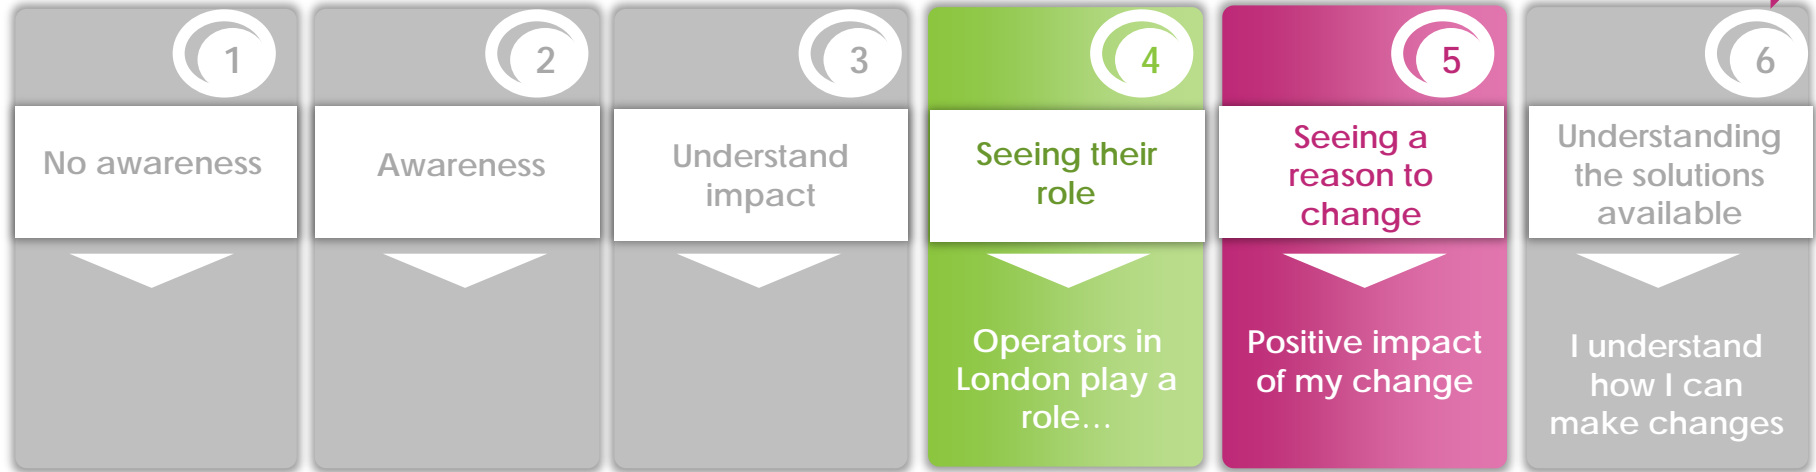 1
No awareness
2
Awareness
3
Understand
impact
4
Seeing their
role
Operators in
London play a
role…
5
Seeing a
reason to
change
Positive impact
of my change
6
Understanding
the solutions
available
I understand
how I can
make changes